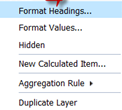 Format Headings...
Format Values...
Hidden
New Calculated Item...
Aggregation Rule
Duplicate Layer